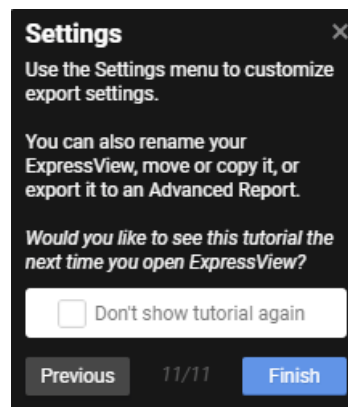 Settings
Use the Settings menu to customize
export settings.
You can also rename your
ExpressView, move or copy it, or
export it to an Advanced Report.
Would you like to see this tutorial the
next time you open ExpressView?
Don't show tutorial again
Previous 11/11 Finish